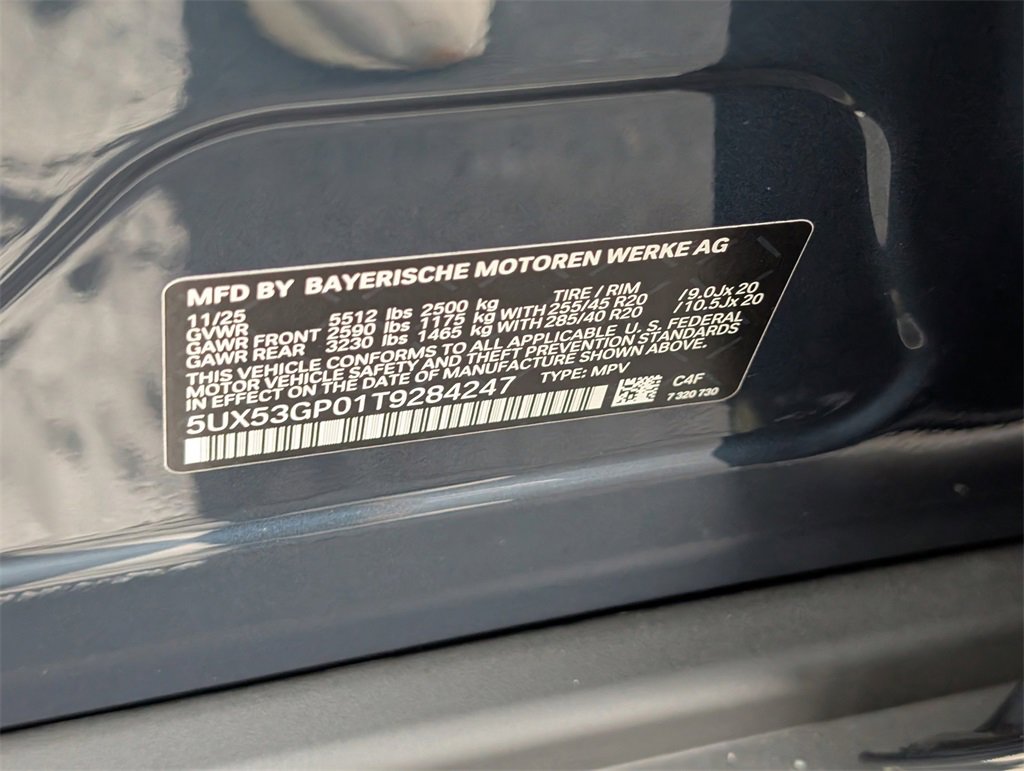 MFD BY BAYERISCHE MOTOREN WERKE AG
11/25 TIRE / RIM
GVWR 5512 lbs 2500 kg
GAWR FRONT 2590 lbs 1175 kg WITH 255/45 R20 /9.0Jx20
GAWR REAR 3230 lbs 1465 kg WITH 285/40 R20 /10.5Jx20
THIS VEHICLE CONFORMS TO ALL APPLICABLE U. S. FEDERAL
MOTOR VEHICLE SAFETY AND THEFT PREVENTION STANDARDS
IN EFFECT ON THE DATE OF MANUFACTURE SHOWN ABOVE.
5UX53GP01T9284247 TYPE: MPV
C4F
7 320 730